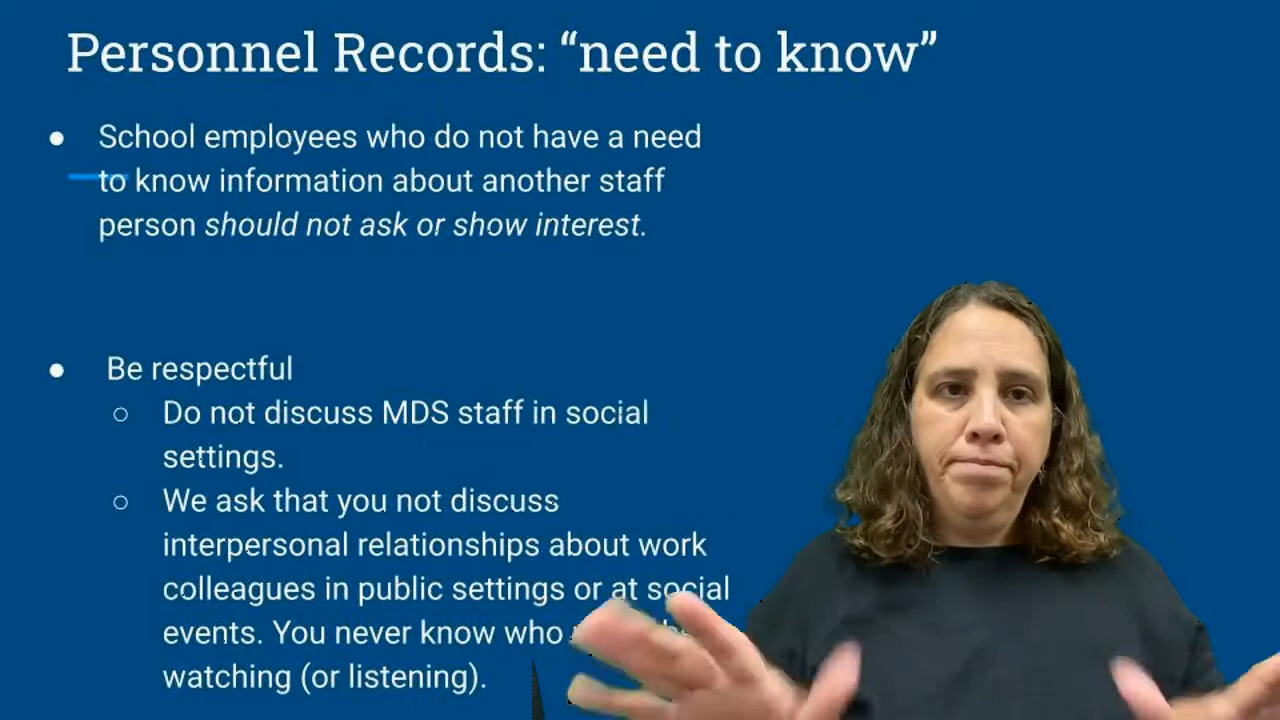 Personnel Records: “need to know”
● School employees who do not have a need
to know information about another staff
person should not ask or show interest.
● Be respectful
○ Do not discuss MDS staff in social
settings.
○ We ask that you not discuss
interpersonal relationships about work
colleagues in public settings or at social
events. You never know who
watching (or listening).